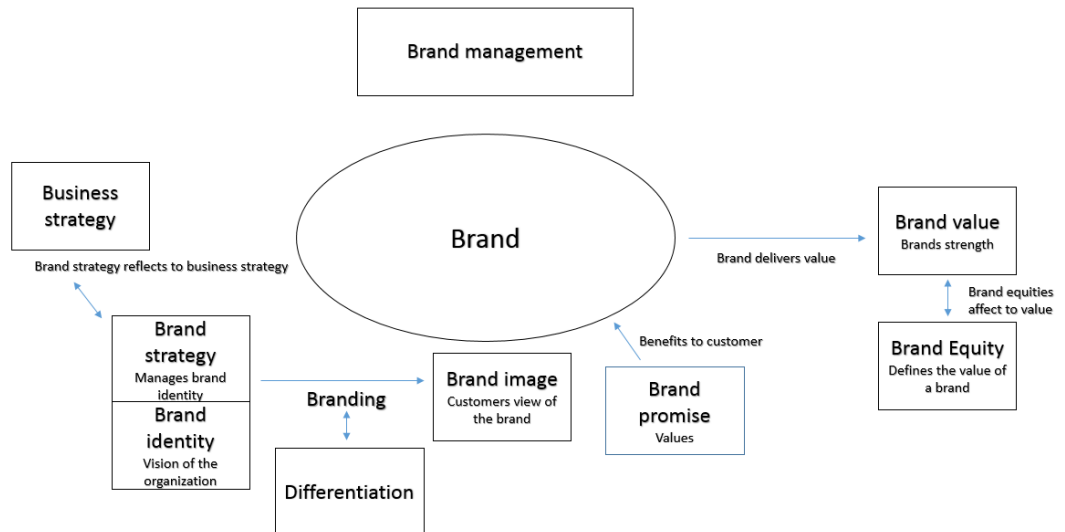 Brand management
Business
strategy
Brand
Brand value
Brands strength
Brand delivers value
Brand strategy reflects to business strategy
Brand equities
affect to value
Brand
strategy
Manages brand
identity
Brand
identity
Vision of the
organization
Branding
Differentiation
Brand image
Customers view of
the brand
Benefits to customer
Brand
promise
Values
Brand Equity
Defines the value of
a brand